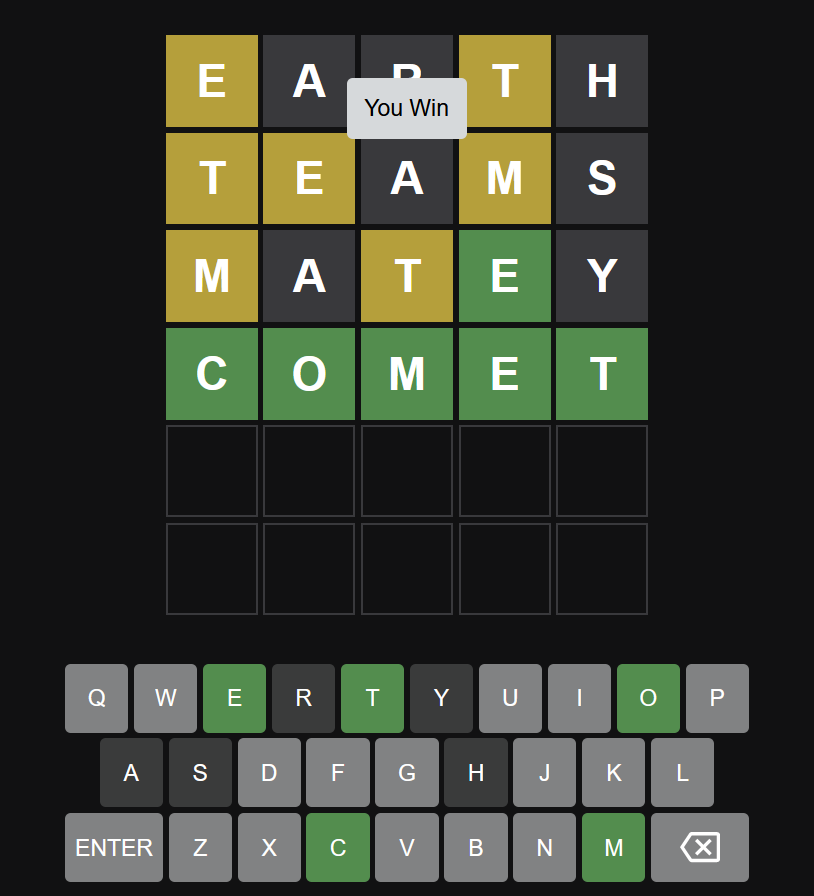 E A R T H
You Win
T E A M S
M A T E Y
C O M E T
Q W E R T Y U I O P
A S D F G H J K L
ENTER Z X C V B N M